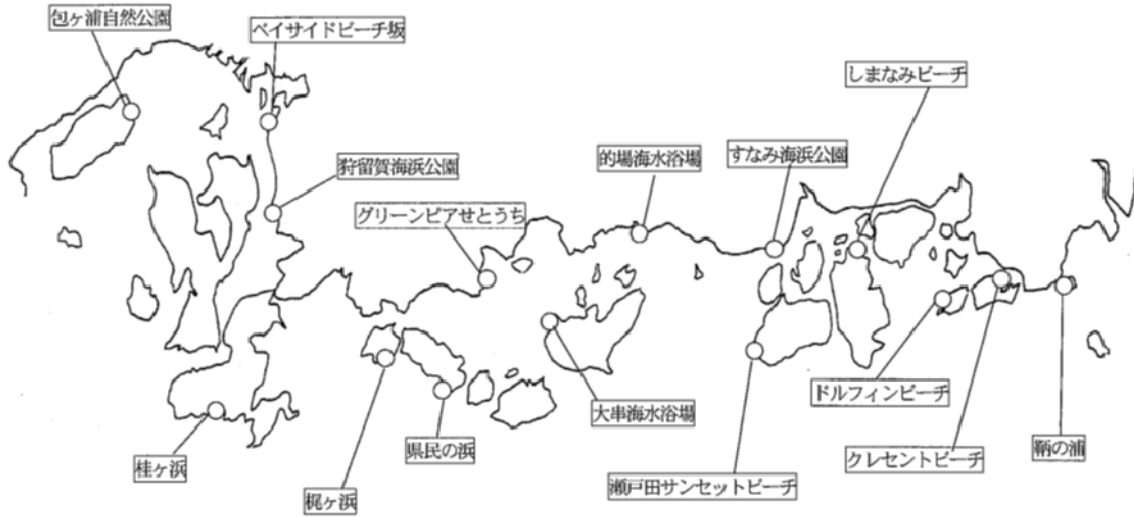 包ヶ浦自然公園
ベイサイドビーチ坂
しまなみビーチ
狩留賀海浜公園
的場海水浴場
すなみ海浜公園
グリーンピアせとうち
ドルフィンビーチ
大串海水浴場
県民の浜
鞆の浦
クレセントビーチ
桂ヶ浜
瀬戸田サンセットビーチ
梶ヶ浜